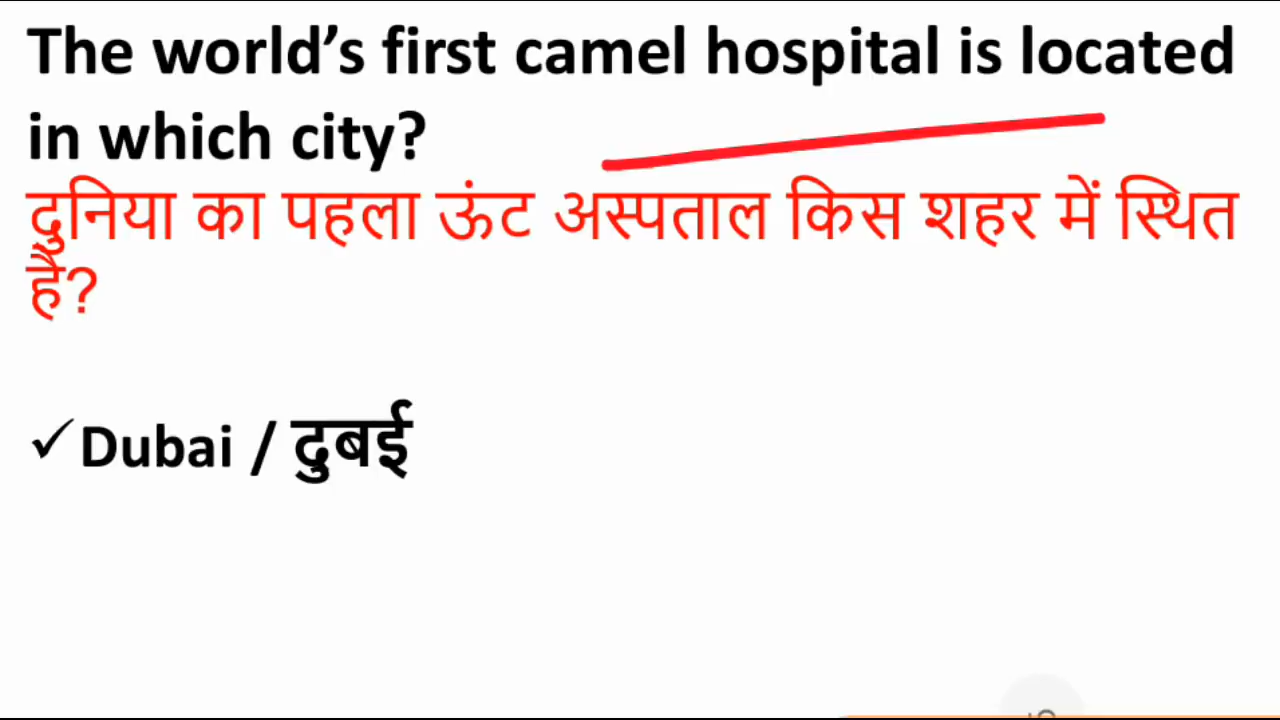 The world's first camel hospital is located
in which city?
दुनिया का पहला ऊंट अस्पताल किस शहर में स्थित
है?
✓Dubai / दुबई